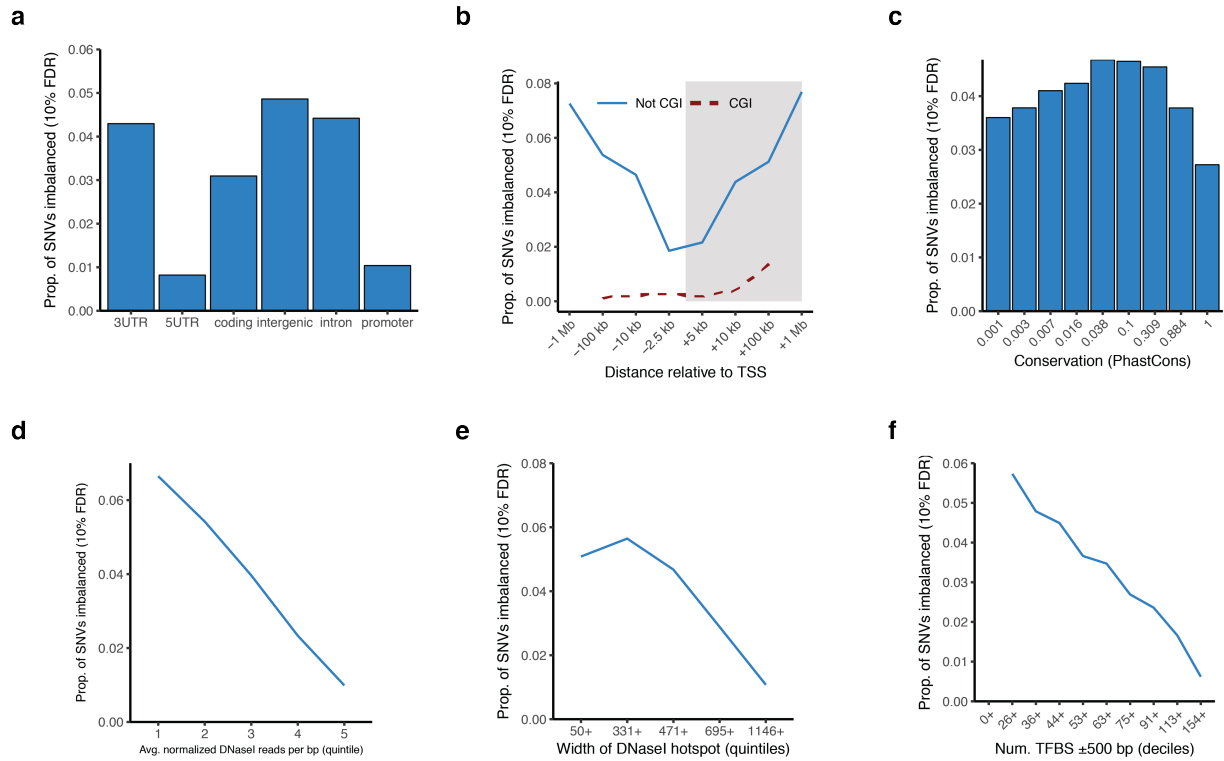 a
Prop. of SNVs imbalanced (10% FDR)
0.06
0.05
0.04
0.03
0.02
0.01
0.00
3UTR 5UTR coding intergenic intron promoter
b
Prop. of SNVs imbalanced (10% FDR)
0.08
0.06
0.04
0.02
0.00
Not CGI CGI
−1 Mb −100 kb −10 kb −2.5 kb +5 kb +10 kb +100 kb +1 Mb
Distance relative to TSS
c
Prop. of SNVs imbalanced (10% FDR)
0.04
0.03
0.02
0.01
0.00
0.001 0.003 0.007 0.016 0.038 0.1 0.309 0.884 1
Conservation (PhastCons)
d
Prop. of SNVs imbalanced (10% FDR)
0.06
0.04
0.02
0.00
1 2 3 4 5
Avg. normalized DNaseI reads per bp (quintile)
e
Prop. of SNVs imbalanced (10% FDR)
0.08
0.06
0.04
0.02
0.00
50+ 331+ 471+ 695+ 1146+
Width of DNaseI hotspot (quintiles)
f
Prop. of SNVs imbalanced (10% FDR)
0.06
0.05
0.04
0.03
0.02
0.01
0.00
0+ 26+ 36+ 44+ 53+ 63+ 75+ 91+ 113+ 154+
Num. TFBS ±500 bp (deciles)